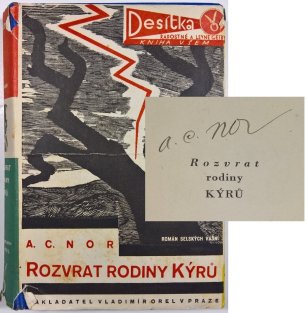 Desítka
RADOSTNÉ A LEVNÉ ČETBY
KNIHA VŠEM
a. c. nor
Rozvrat
rodiny
KÝRŮ
ROMÁN SELSKÝCH VÁŠNÍ
A. C. NOR
ROZVRAT RODINY KÝRŮ
NAKLADATEL VLADIMÍR OREL V PRAZE